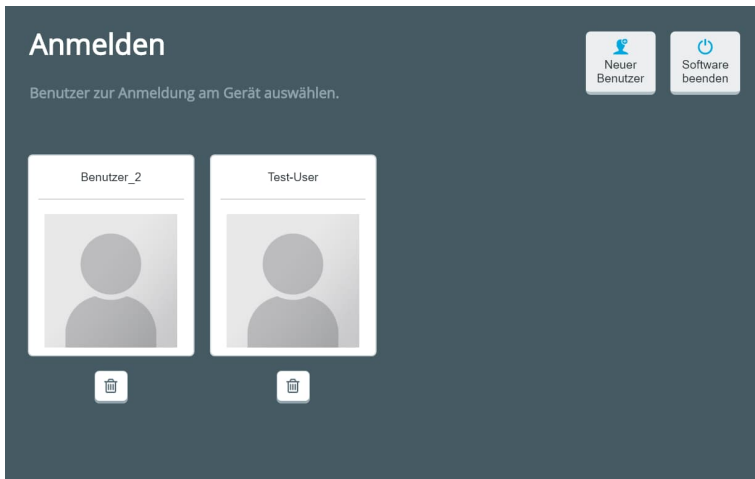 Anmelden
Benutzer zur Anmeldung am Gerät auswählen.
Neuer
Benutzer
Software
beenden
Benutzer_2
Test-User